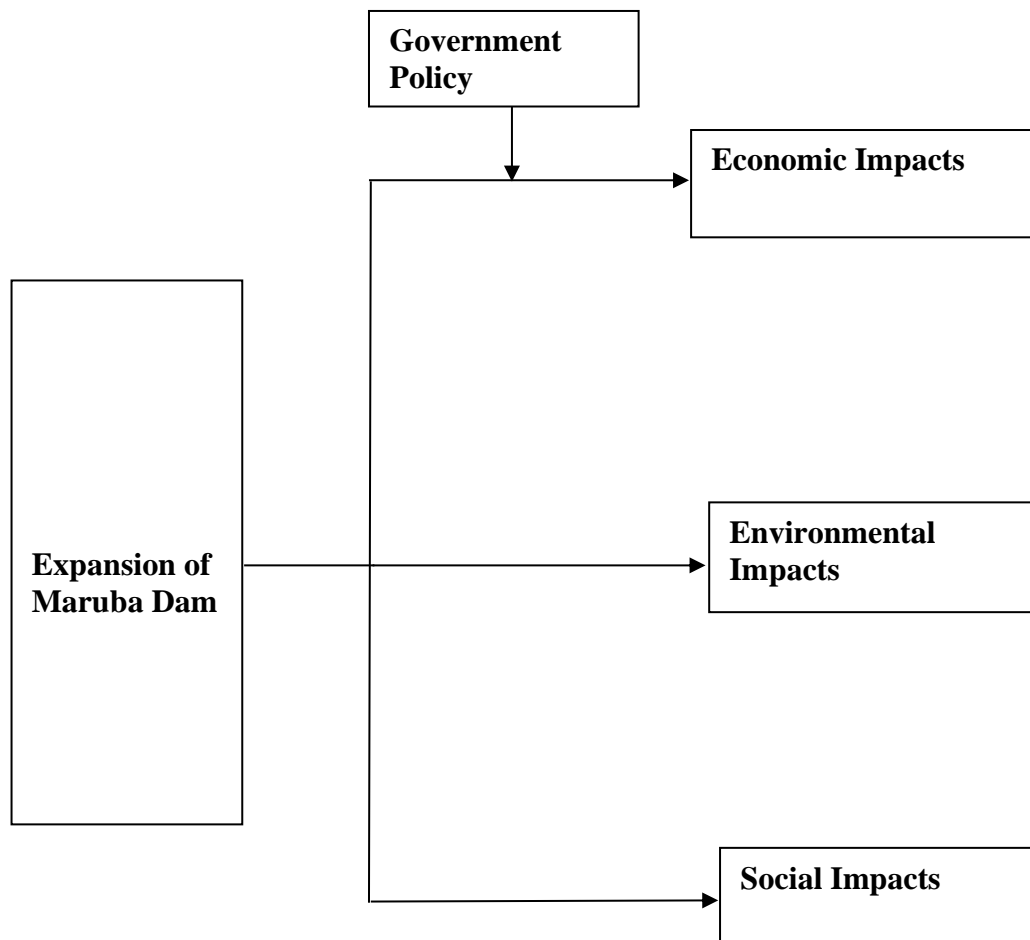 Government
Policy
Economic Impacts
Expansion of
Maruba Dam
Environmental
Impacts
Social Impacts